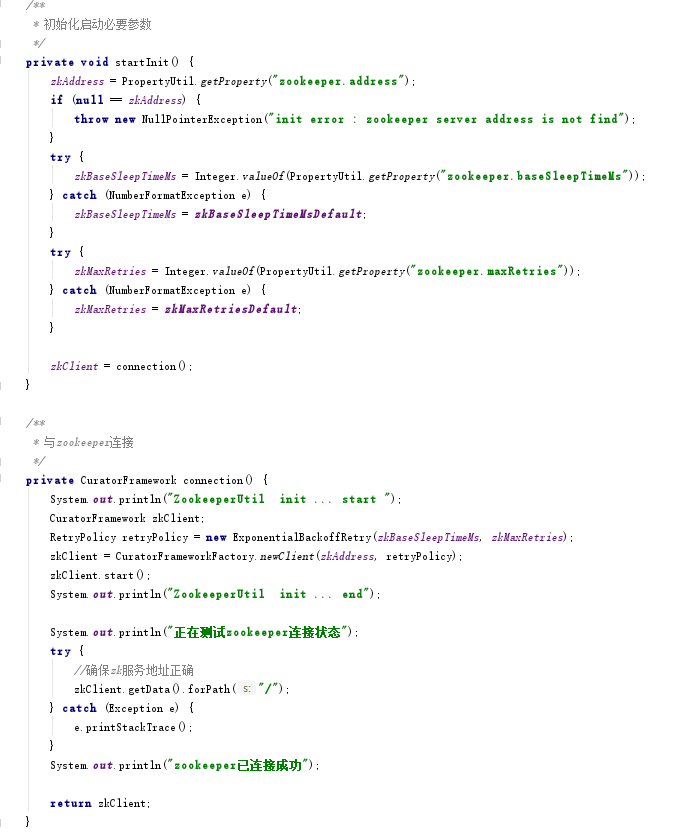 /**
 * 初始化启动必要参数
 */
private void startInit() {
    zkAddress = PropertyUtil.getProperty("zookeeper.address");
    if (null == zkAddress) {
        throw new NullPointerException("init error : zookeeper server address is not find");
    }
    try {
        zkBaseSleepTimeMs = Integer.valueOf(PropertyUtil.getProperty("zookeeper.baseSleepTimeMs"));
    } catch (NumberFormatException e) {
        zkBaseSleepTimeMs = zkBaseSleepTimeMsDefault;
    }
    try {
        zkMaxRetries = Integer.valueOf(PropertyUtil.getProperty("zookeeper.maxRetries"));
    } catch (NumberFormatException e) {
        zkMaxRetries = zkMaxRetriesDefault;
    }

    zkClient = connection();
}

/**
 * 与zookeeper连接
 */
private CuratorFramework connection() {
    System.out.println("ZookeeperUtil  init ... start ");
    CuratorFramework zkClient;
    RetryPolicy retryPolicy = new ExponentialBackoffRetry(zkBaseSleepTimeMs, zkMaxRetries);
    zkClient = CuratorFrameworkFactory.newClient(zkAddress, retryPolicy);
    zkClient.start();
    System.out.println("ZookeeperUtil  init ... end");

    System.out.println("正在测试zookeeper连接状态");
    try {
        //确保zk服务地址正确
        zkClient.getData().forPath( s: "/");
    } catch (Exception e) {
        e.printStackTrace();
    }
    System.out.println("zookeeper已连接成功");

    return zkClient;
}